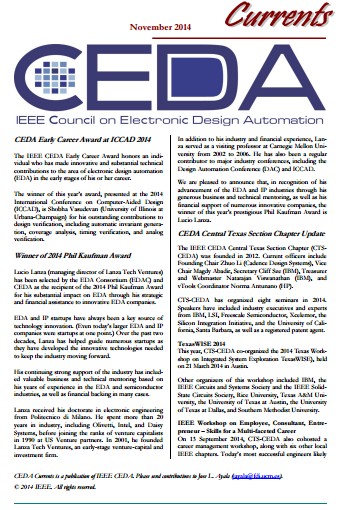 Currents
November 2014
CEDA
IEEE Council on Electronic Design Automation
CEDA Early Career Award at ICCAD 2014
The IEEE CEDA Early Career Award honors an indi-
vidual who has made innovative and substantial technical
contributions to the area of electronic design automation
(EDA) in the early stages of his or her career.
The winner of this year's award, presented at the 2014
International Conference on Computer-Aided Design
(ICCAD), is Shobha Vasudevan (University of Illinois at
Urbana-Champaign) for his outstanding contributions to
design verification, including automatic invariant genera-
tion, coverage analysis, timing verification, and analog
verification.
Winner of 2014 Phil Kaufman Award
Lucio Lanza (managing director of Lanza Tech Ventures)
has been selected by the EDA Consortium (EDAC) and
CEDA as the recipient of the 2014 Phil Kaufman Award
for his substantial impact on EDA through his strategic
and financial assistance to innovative EDA companies.
EDA and IP startups have always been a key source of
technology innovation. (Even today's larger EDA and IP
companies were startups at one point.) Over the past two
decades, Lanza has helped guide numerous startups as
they have developed the innovative technologies needed
to keep the industry moving forward.
His continuing strong support of the industry has includ-
ed valuable business and technical mentoring based on
his years of experience in the EDA and semiconductor
industries, as well as financial backing in many cases.
Lanza received his doctorate in electronic engineering
from Politecnico di Milano. He spent more than 20
years in industry, including Olivetti, Intel, and Daisy
Systems, before joining the ranks of venture capitalists
in 1990 at US Venture partners. In 2001, he founded
Lanza Tech Ventures, an early-stage venture-capital and
investment firm.
In addition to his industry and financial experience, Lan-
za served as a visiting professor at Carnegie Mellon Uni-
versity from 2002 to 2006. He has also been a regular
contributor to major industry conferences, including the
Design Automation Conference (DAC) and ICCAD.
We are pleased to announce that, in recognition of his
advancement of the EDA and IP industries through his
generous business and technical mentoring, as well as his
financial support of numerous innovative companies, the
winner of this year's prestigious Phil Kaufman Award is
Lucio Lanza.
CEDA Central Texas Section Chapter Update
The IEEE CEDA Central Texas Section Chapter (CTS-
CEDA) was founded in 2012. Current officers include
Founding Chair Zhuo Li (Cadence Design Systems), Vice
Chair Magdy Abadir, Secretary Cliff Sze (IBM), Treasurer
and Webmaster Natarajan Viswanathan (IBM), and
vTools Coordinator Norma Antunano (HP).
CTS-CEDA has organized eight seminars in 2014.
Speakers have included industry executives and experts
from IBM, LSI, Freescale Semiconductor, Xcelentor, the
Silicon Integration Initiative, and the University of Cali-
fornia, Santa Barbara, as well as a registered patent agent.
TexasWISE 2014
This year, CTS-CEDA co-organized the 2014 Texas Work-
shop on Integrated System Exploration TexasWISE), held
on 21 March 2014 in Austin.
Other organizers of this workshop included IBM, the
IEEE Circuits and Systems Society and the IEEE Solid-
State Circuits Society, Rice University, Texas A&M Uni-
versity, the University of Texas at Austin, the University
of Texas at Dallas, and Southern Methodist University.
IEEE Workshop on Employee, Consultant, Entre-
preneur – Skills for a Multi-faceted Career
On 13 September 2014, CTS-CEDA also cohosted a
career management workshop, along with six other local
IEEE chapters. Today's most successful engineers likely
CEDA Currents is a publication of IEEE CEDA. Please send contributions to Jose L. Ayala (jayala@fdi.ucm.es).
© 2014 IEEE. All rights reserved.